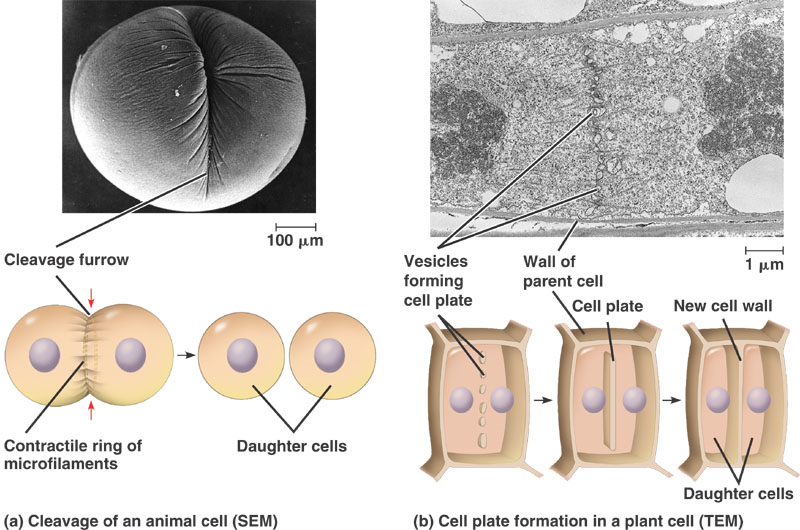 100 μm
Cleavage furrow
Contractile ring of
microfilaments
Daughter cells
(a) Cleavage of an animal cell (SEM)
1 μm
Vesicles
forming
cell plate
Wall of
parent cell
Cell plate
New cell wall
Daughter cells
(b) Cell plate formation in a plant cell (TEM)